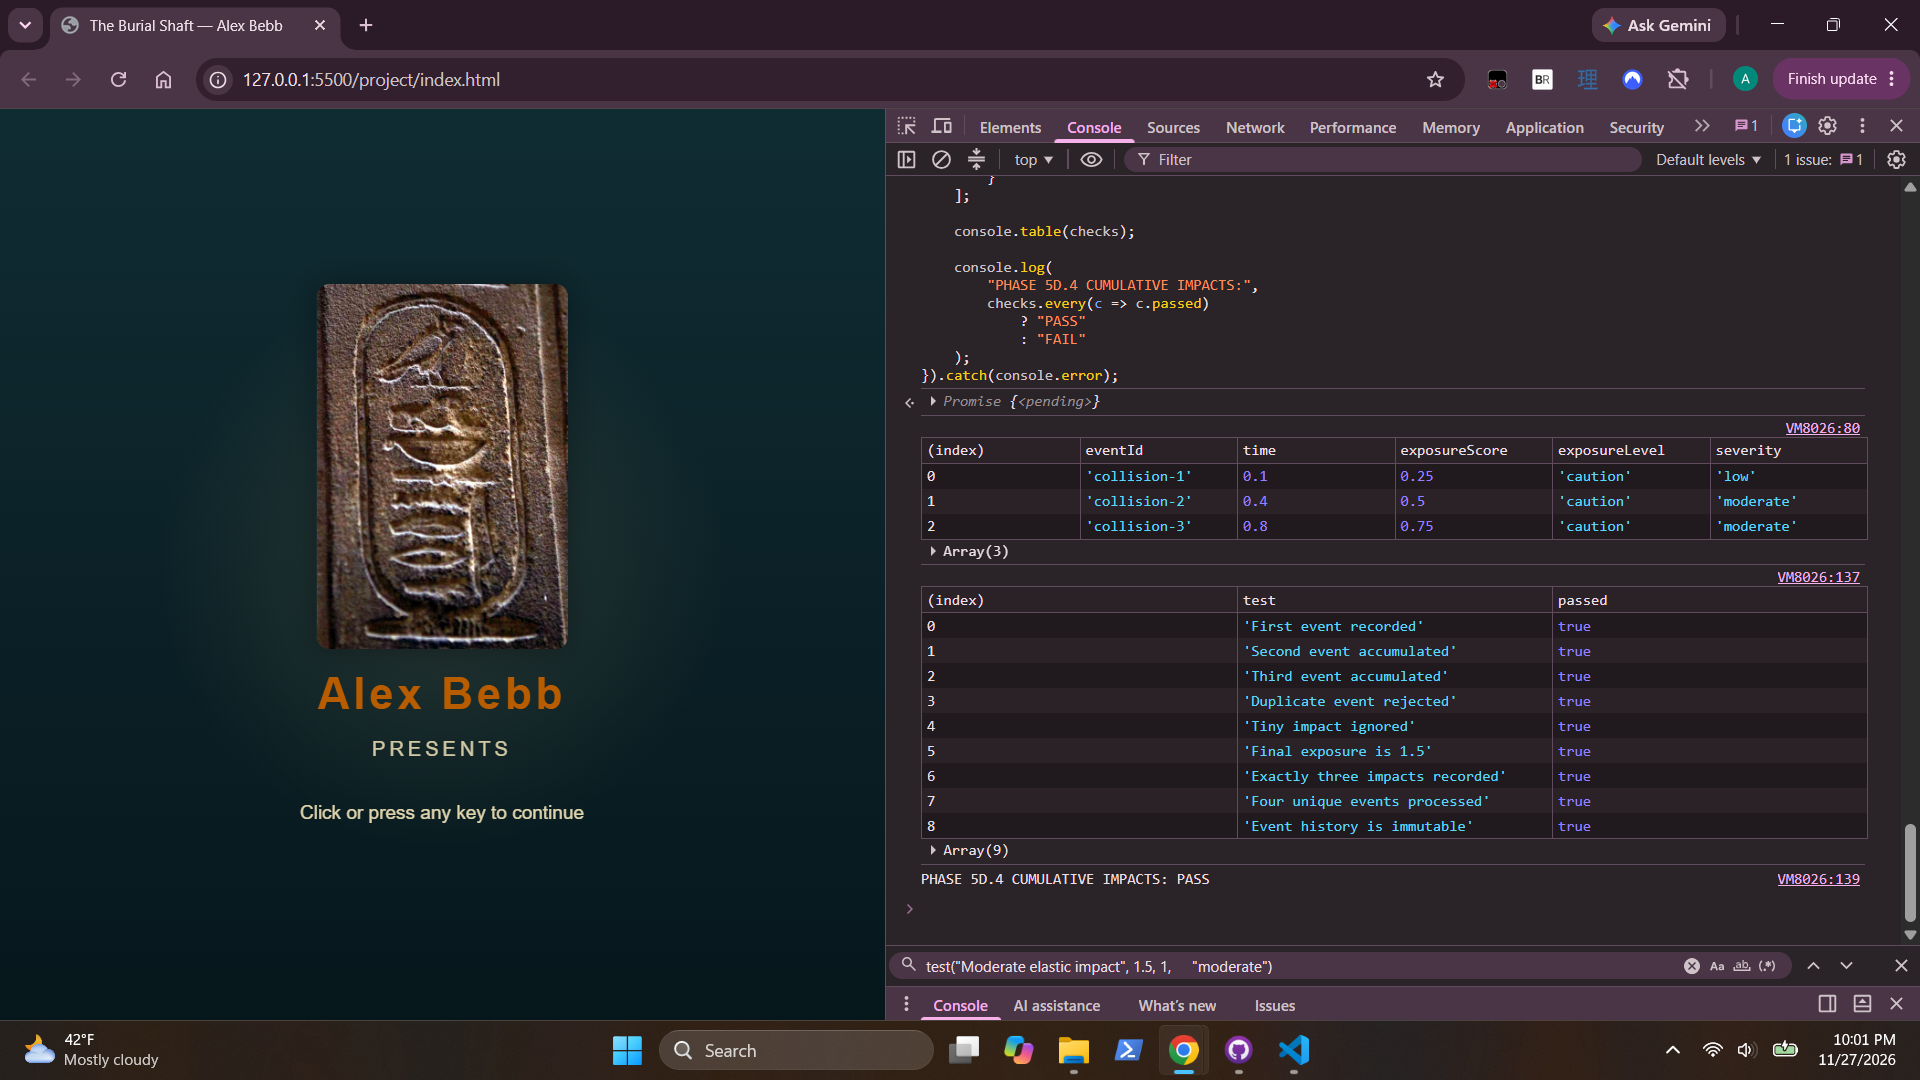 The Burial Shaft — Alex Bebb
Ask Gemini
127.0.0.1:5500/project/index.html
BR
A
Finish update
Elements
Console
Sources
Network
Performance
Memory
Application
Security
1
top
Filter
Default levels
1 issue: 1
}
];
console.table(checks);
console.log(
"PHASE 5D.4 CUMULATIVE IMPACTS:",
checks.every(c => c.passed)
? "PASS"
: "FAIL"
);
}).catch(console.error);
Promise {<pending>}
VM8026:80
(index) eventId time exposureScore exposureLevel severity
0 'collision-1' 0.1 0.25 'caution' 'low'
1 'collision-2' 0.4 0.5 'caution' 'moderate'
2 'collision-3' 0.8 0.75 'caution' 'moderate'
Array(3)
VM8026:137
(index) test passed
0 'First event recorded' true
1 'Second event accumulated' true
2 'Third event accumulated' true
3 'Duplicate event rejected' true
4 'Tiny impact ignored' true
5 'Final exposure is 1.5' true
6 'Exactly three impacts recorded' true
7 'Four unique events processed' true
8 'Event history is immutable' true
Array(9)
PHASE 5D.4 CUMULATIVE IMPACTS: PASS
VM8026:139
Alex Bebb
PRESENTS
Click or press any key to continue
test("Moderate elastic impact", 1.5, 1, "moderate")
Aa
ab
(.*)
Console
AI assistance
What's new
Issues
42°F
Mostly cloudy
Search
10:01 PM
11/27/2026